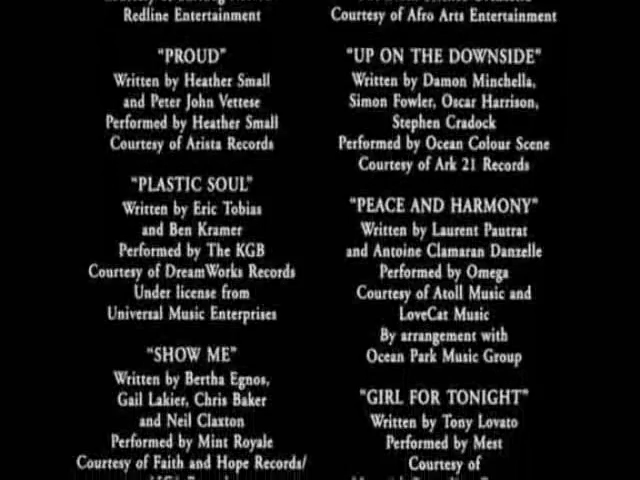 Redline Entertainment
"PROUD"
Written by Heather Small
and Peter John Vettese
Performed by Heather Small
Courtesy of Arista Records
"PLASTIC SOUL"
Written by Eric Tobias
and Ben Kramer
Performed by The KGB
Courtesy of DreamWorks Records
Under license from
Universal Music Enterprises
"SHOW ME"
Written by Bertha Egnos,
Gail Lakier, Chris Baker
and Neil Claxton
Performed by Mint Royale
Courtesy of Faith and Hope Records/
Courtesy of Afro Arts Entertainment
"UP ON THE DOWNSIDE"
Written by Damon Minchella,
Simon Fowler, Oscar Harrison,
Stephen Cradock
Performed by Ocean Colour Scene
Courtesy of Ark 21 Records
"PEACE AND HARMONY"
Written by Laurent Pautrat
and Antoine Clamaran Danzelle
Performed by Omega
Courtesy of Atoll Music and
LoveCat Music
By arrangement with
Ocean Park Music Group
"GIRL FOR TONIGHT"
Written by Tony Lovato
Performed by Mest
Courtesy of